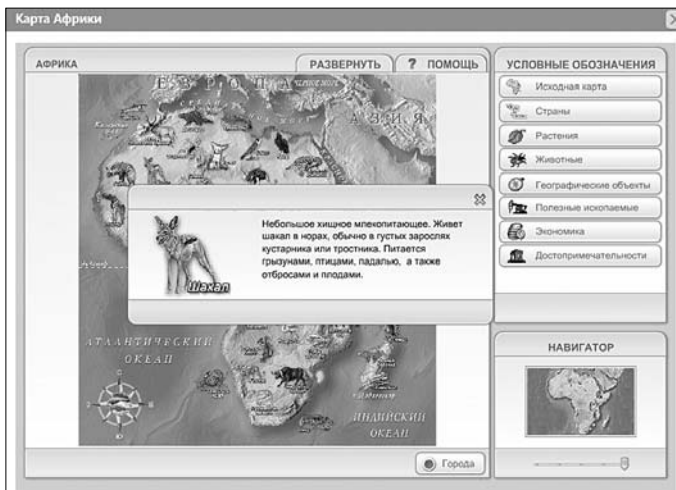 Карта Африки
АФРИКА
РАЗВЕРНУТЬ
? ПОМОЩЬ
ЕВРОПА
АЗИЯ
Небольшое хищное млекопитающее. Живет
шакал в норах, обычно в густых зарослях
кустарника или тростника. Питается
грызунами, птицами, падалью, а также
отбросами и плодами.
Шакал
АТЛАНТИЧЕСКИЙ
ОКЕАН
ИНДИЙСКИЙ
ОКЕАН
Города
УСЛОВНЫЕ ОБОЗНАЧЕНИЯ
Исходная карта
Страны
Растения
Животные
Географические объекты
Полезные ископаемые
Экономика
Достопримечательности
НАВИГАТОР